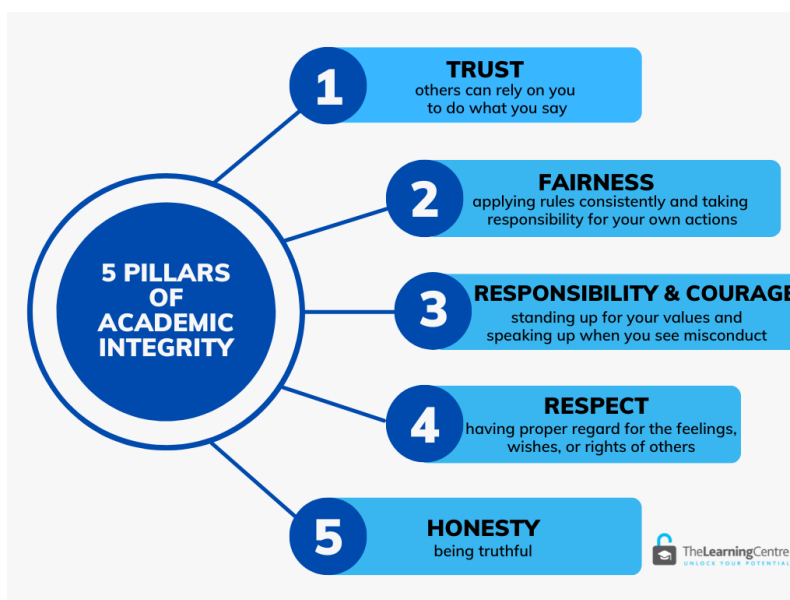 5 PILLARS
OF
ACADEMIC
INTEGRITY
1
TRUST
others can rely on you
to do what you say
2
FAIRNESS
applying rules consistently and taking
responsibility for your own actions
3
RESPONSIBILITY & COURAGE
standing up for your values and
speaking up when you see misconduct
4
RESPECT
having proper regard for the feelings,
wishes, or rights of others
5
HONESTY
being truthful
TheLearningCentre
UNLOCK YOUR POTENTIAL